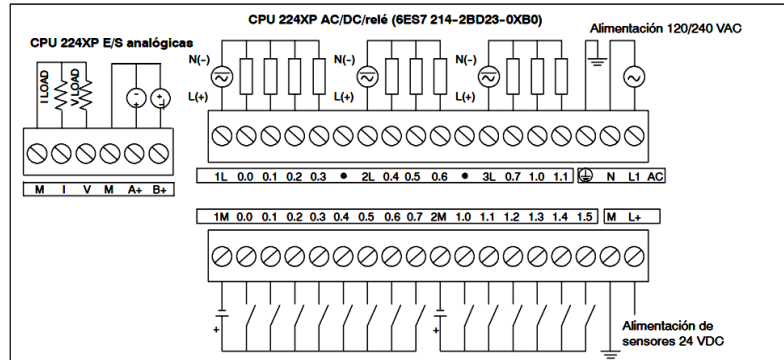 CPU 224XP AC/DC/relé (6ES7 214-2BD23-0XB0)
Alimentación 120/240 VAC
CPU 224XP E/S analógicas
N(-) N(-) N(-)
L(+) L(+) L(+)
I LOAD
V LOAD
- +
+
1L 0.0 0.1 0.2 0.3 • 2L 0.4 0.5 0.6 • 3L 0.7 1.0 1.1 N L1 AC
M I V M A+ B+
1M 0.0 0.1 0.2 0.3 0.4 0.5 0.6 0.7 2M 1.0 1.1 1.2 1.3 1.4 1.5 M L+
+ +
Alimentación de
sensores 24 VDC